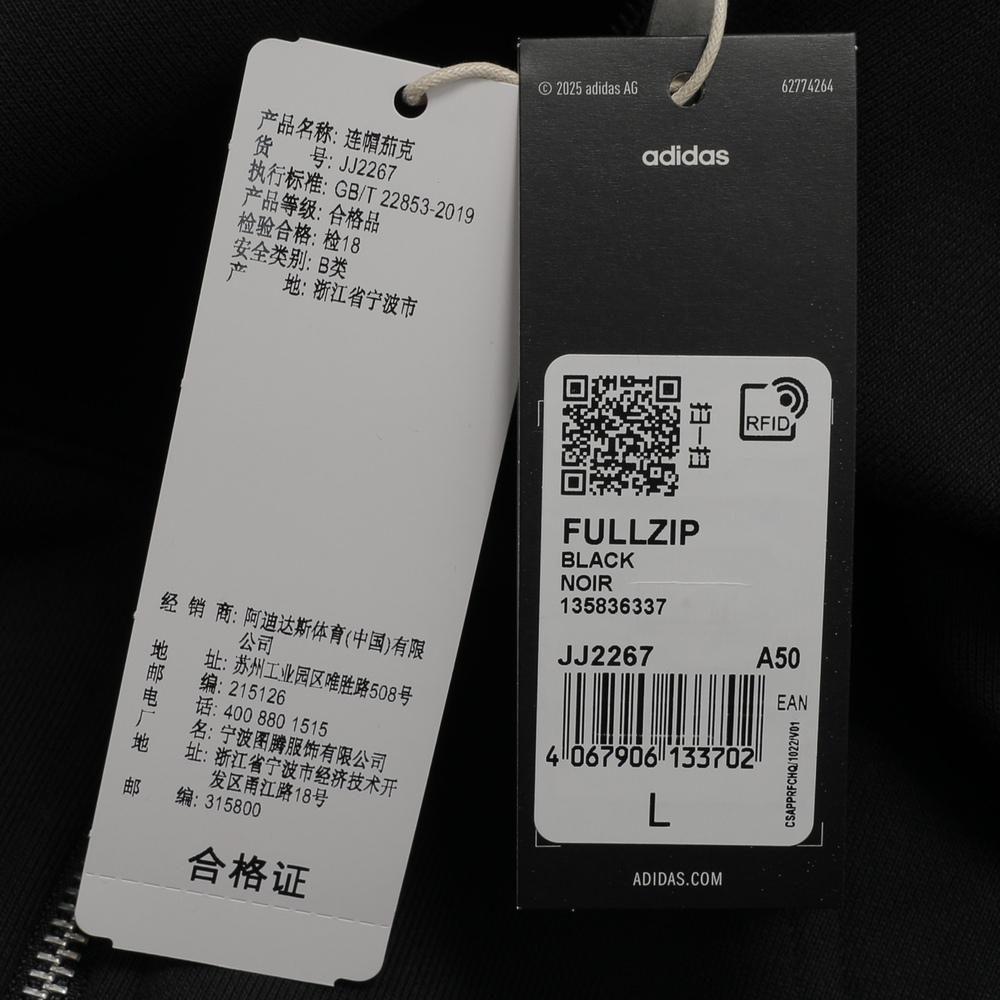 产品名称: 连帽茄克
货 号: JJ2267
执行标准: GB/T 22853-2019
产品等级: 合格品
检验合格: 检18
安全类别: B类
产 地: 浙江省宁波市
经 销 商: 阿迪达斯体育(中国)有限
公司
地 址: 苏州工业园区唯胜路508号
邮 编: 215126
电 话: 400 880 1515
厂 名: 宁波图腾服饰有限公司
地 址: 浙江省宁波市经济技术开
发区甬江路18号
邮 编: 315800
合格证
© 2025 adidas AG
62774264
adidas
扫一扫
RFID
FULLZIP
BLACK
NOIR
135836337
JJ2267 A50
EAN
4 067906 133702
CSAPPRFCHQ/1022/V01
L
ADIDAS.COM